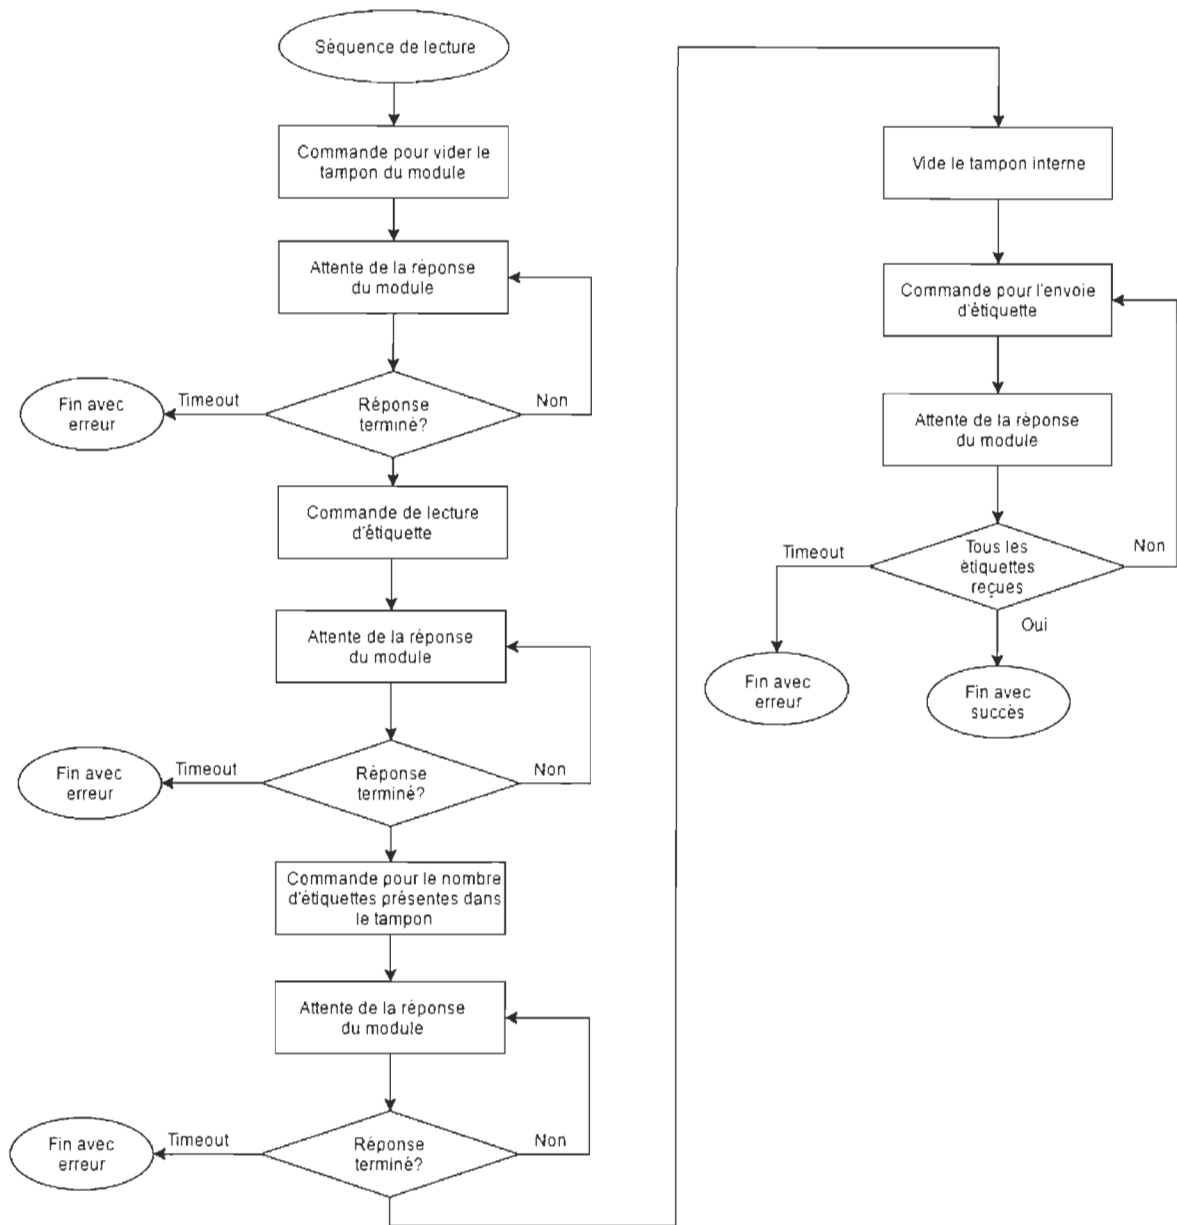 Séquence de lecture
Commande pour vider le
tampon du module
Attente de la réponse
du module
Réponse
terminé?
Timeout
Non
Fin avec
erreur
Commande de lecture
d'étiquette
Attente de la réponse
du module
Réponse
terminé?
Timeout
Non
Fin avec
erreur
Commande pour le nombre
d'étiquettes présentes dans
le tampon
Attente de la réponse
du module
Réponse
terminé?
Timeout
Non
Fin avec
erreur
Vide le tampon interne
Commande pour l'envoie
d'étiquette
Attente de la réponse
du module
Tous les
étiquettes
reçues
Timeout
Non
Oui
Fin avec
erreur
Fin avec
succès